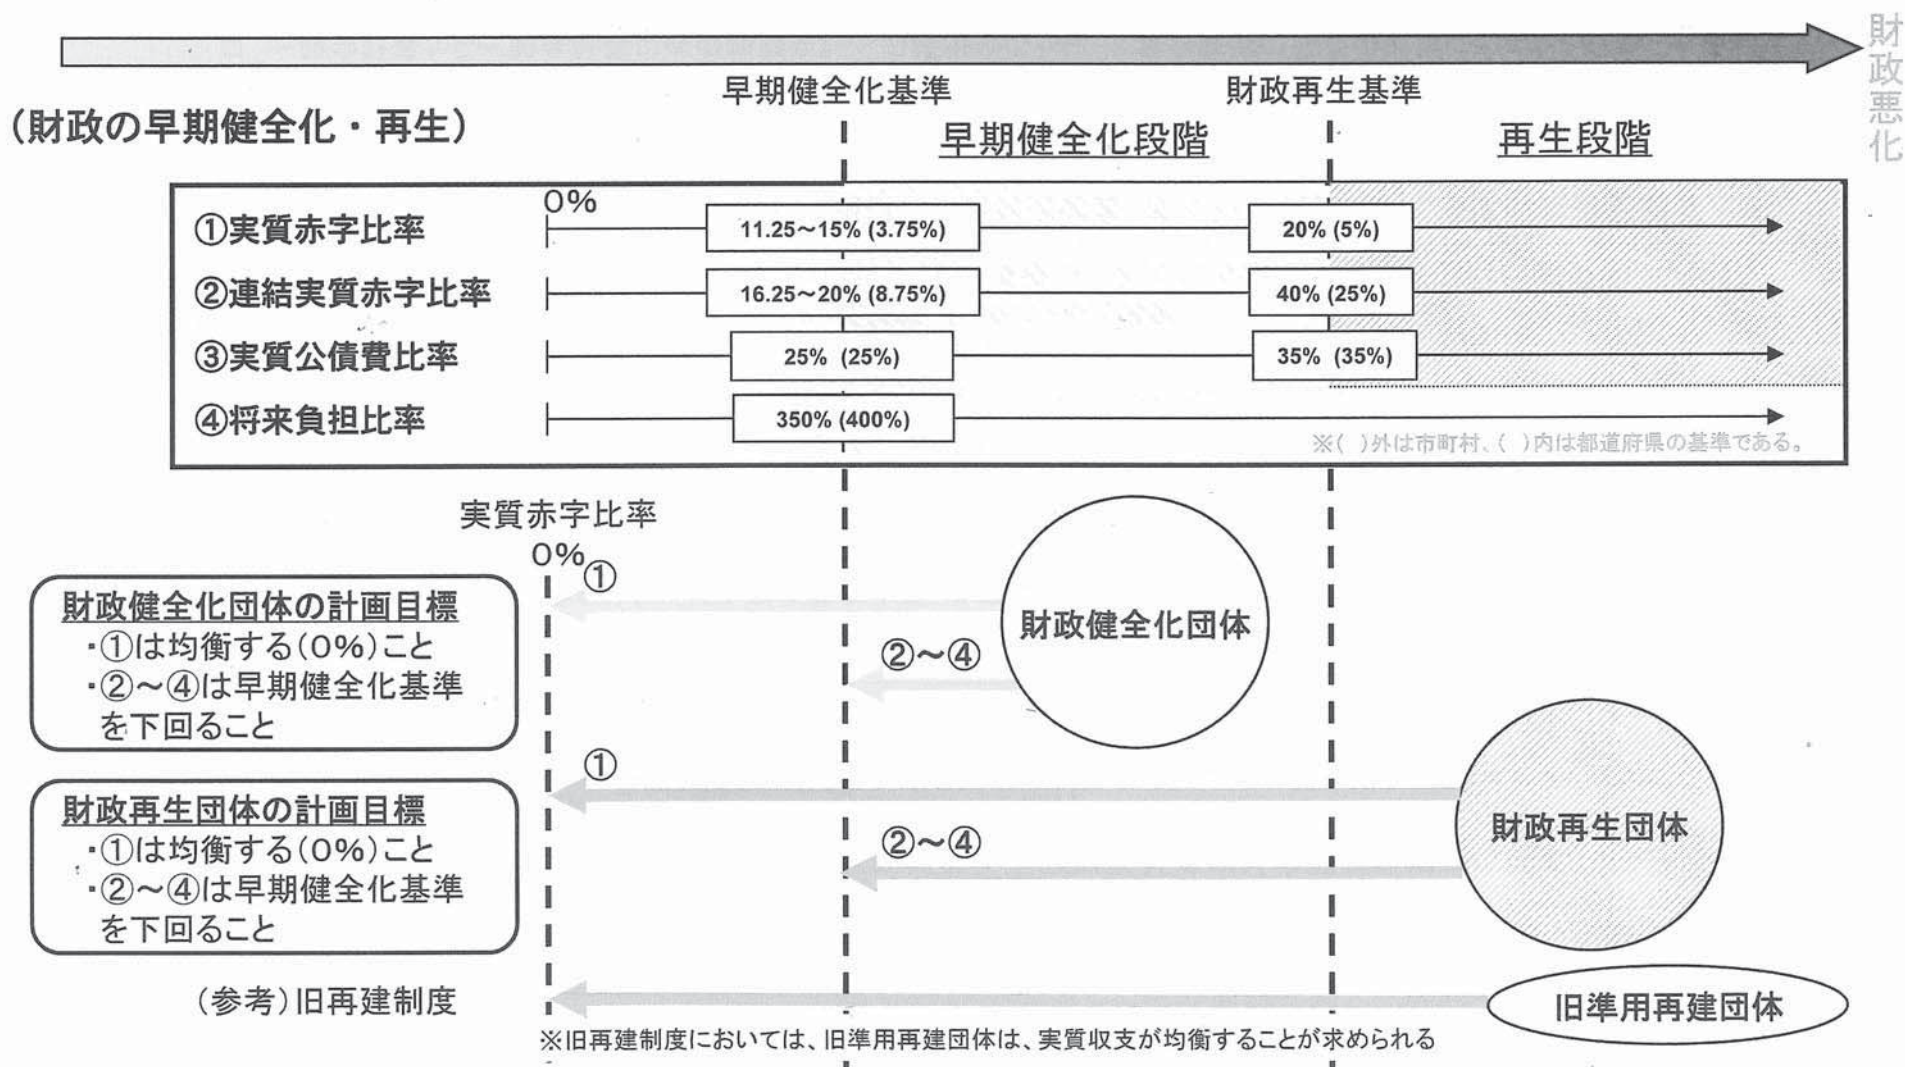 財政悪化
早期健全化基準
財政再生基準
（財政の早期健全化・再生）
早期健全化段階
再生段階
0%
①実質赤字比率
11.25～15% (3.75%)
20% (5%)
②連結実質赤字比率
16.25～20% (8.75%)
40% (25%)
③実質公債費比率
25% (25%)
35% (35%)
④将来負担比率
350% (400%)
※( )外は市町村、( )内は都道府県の基準である。
実質赤字比率
0%
①
財政健全化団体の計画目標
・①は均衡する(0%)こと
・②～④は早期健全化基準
を下回ること
②～④
財政健全化団体
①
財政再生団体の計画目標
・①は均衡する(0%)こと
・②～④は早期健全化基準
を下回ること
②～④
財政再生団体
（参考）旧再建制度
旧準用再建団体
※旧再建制度においては、旧準用再建団体は、実質収支が均衡することが求められる